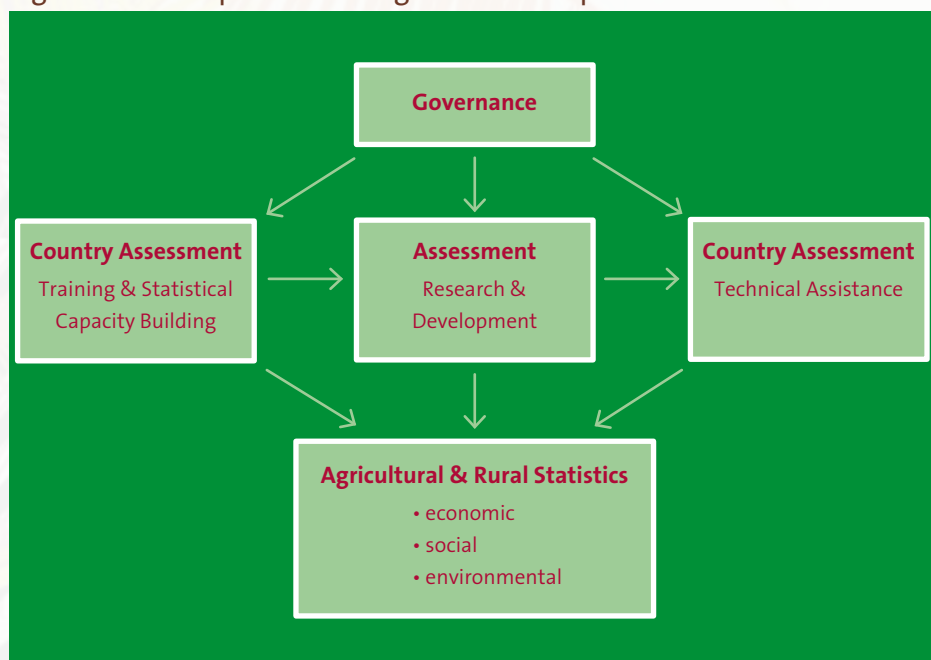 Governance
Country Assessment
Training & Statistical
Capacity Building
Assessment
Research &
Development
Country Assessment
Technical Assistance
Agricultural & Rural Statistics
• economic
• social
• environmental